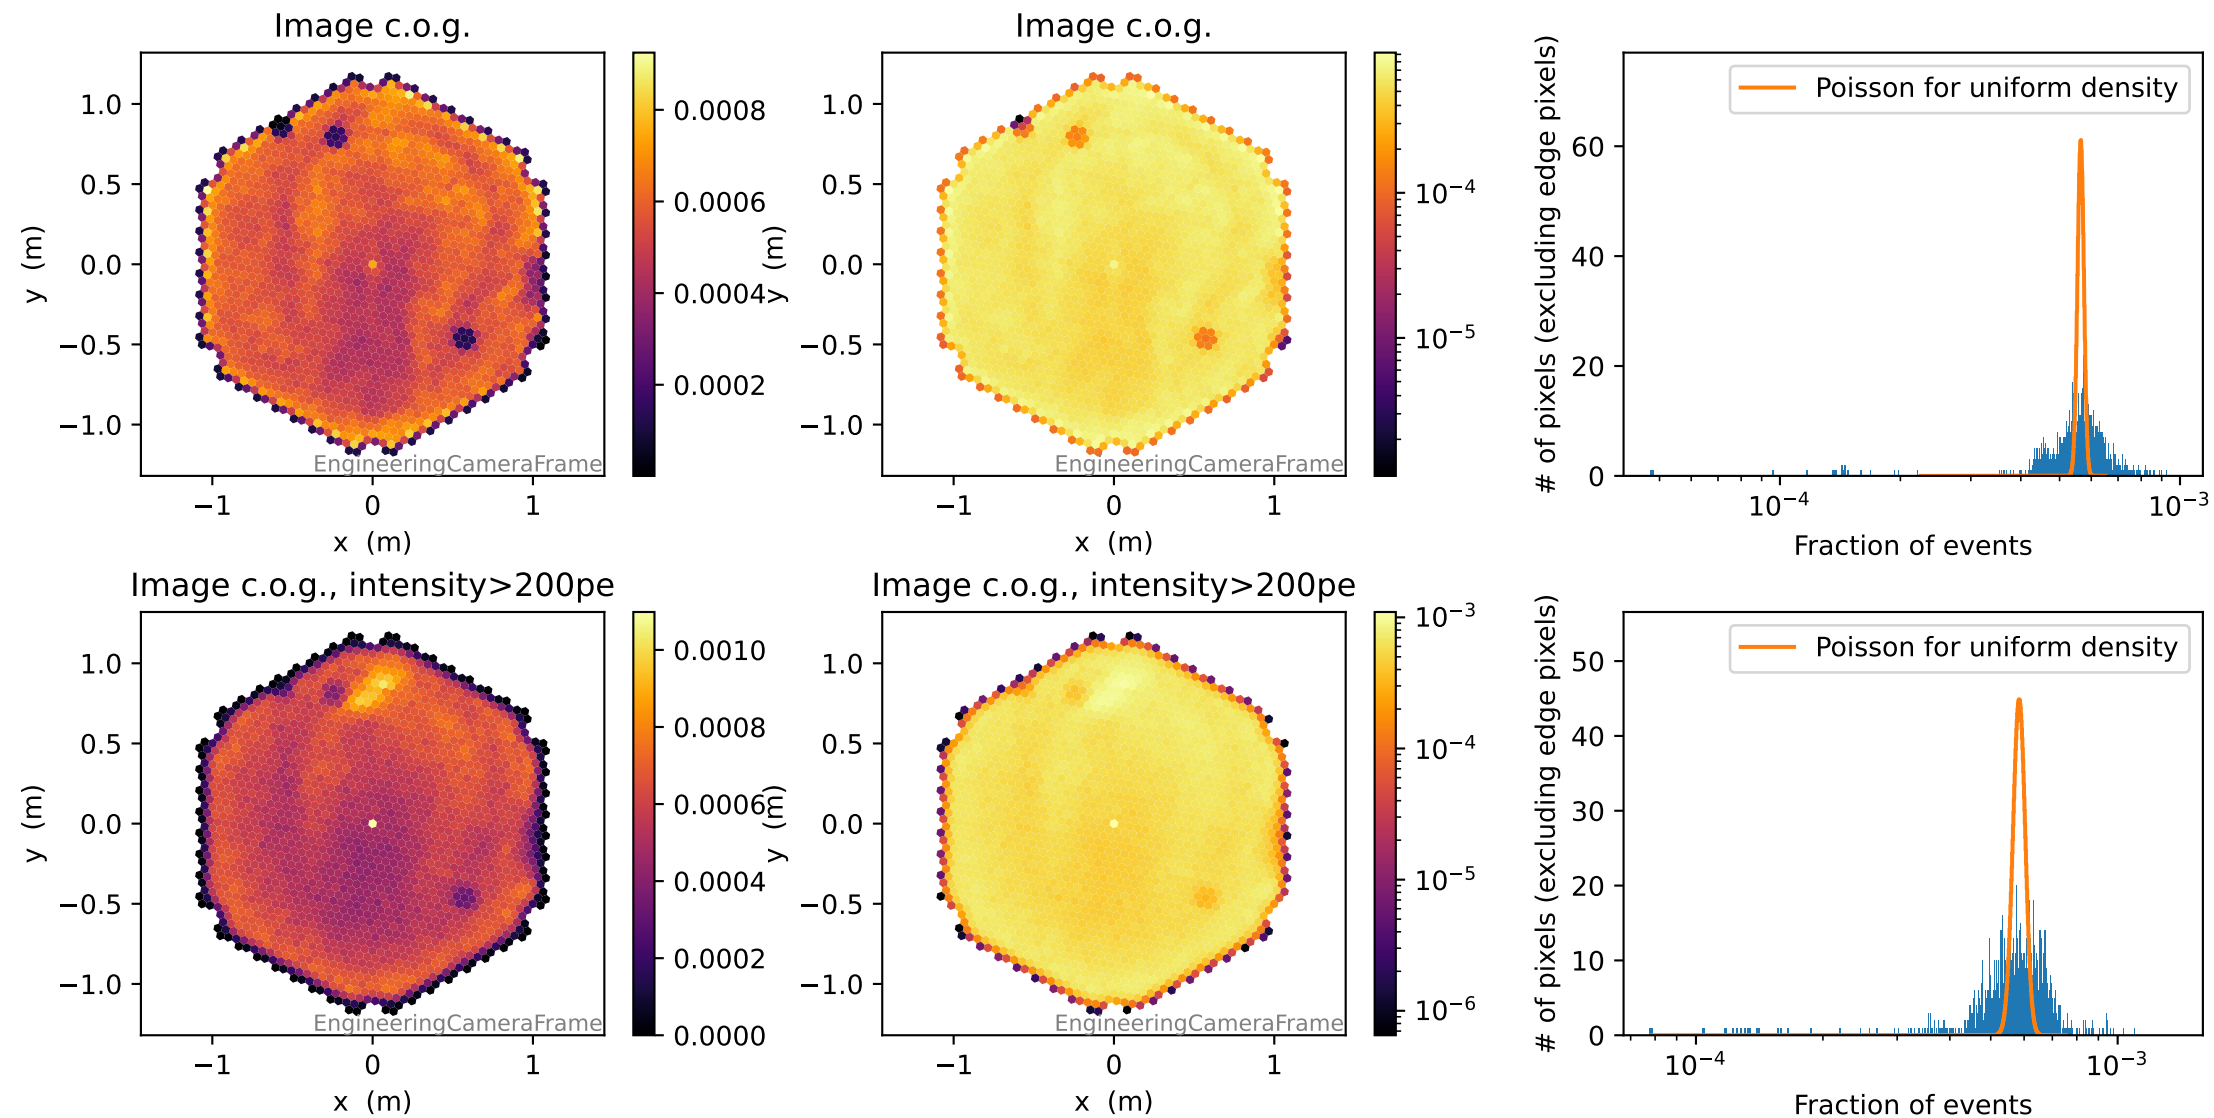 Image c.o.g.
1.0
0.5
0.0
−0.5
−1.0
y (m)
−1
0
1
x (m)
EngineeringCameraFrame
0.0008
0.0006
0.0004
0.0002
Image c.o.g.
1.0
0.5
0.0
−0.5
−1.0
y (m)
−1
0
1
x (m)
EngineeringCameraFrame
10⁻⁴
10⁻⁵
# of pixels (excluding edge pixels)
60
40
20
0
Poisson for uniform density
10⁻⁴
10⁻³
Fraction of events
Image c.o.g., intensity>200pe
1.0
0.5
0.0
−0.5
−1.0
y (m)
−1
0
1
x (m)
EngineeringCameraFrame
0.0010
0.0008
0.0006
0.0004
0.0002
0.0000
Image c.o.g., intensity>200pe
1.0
0.5
0.0
−0.5
−1.0
y (m)
−1
0
1
x (m)
EngineeringCameraFrame
10⁻³
10⁻⁴
10⁻⁵
10⁻⁶
# of pixels (excluding edge pixels)
50
40
30
20
10
0
Poisson for uniform density
10⁻⁴
10⁻³
Fraction of events